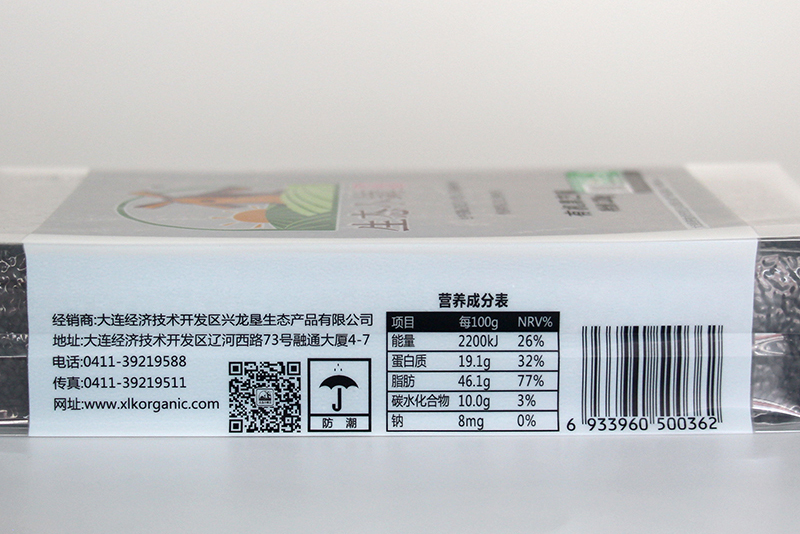 生态
经销商:大连经济技术开发区兴龙垦生态产品有限公司
地址:大连经济技术开发区辽河西路73号融通大厦4-7
电话:0411-39219588
传真:0411-39219511
网址:www.xlkorganic.com
防 潮
营养成分表
项目 每100g NRV%
能量 2200kJ 26%
蛋白质 19.1g 32%
脂肪 46.1g 77%
碳水化合物 10.0g 3%
钠 8mg 0%
6 933960 500362